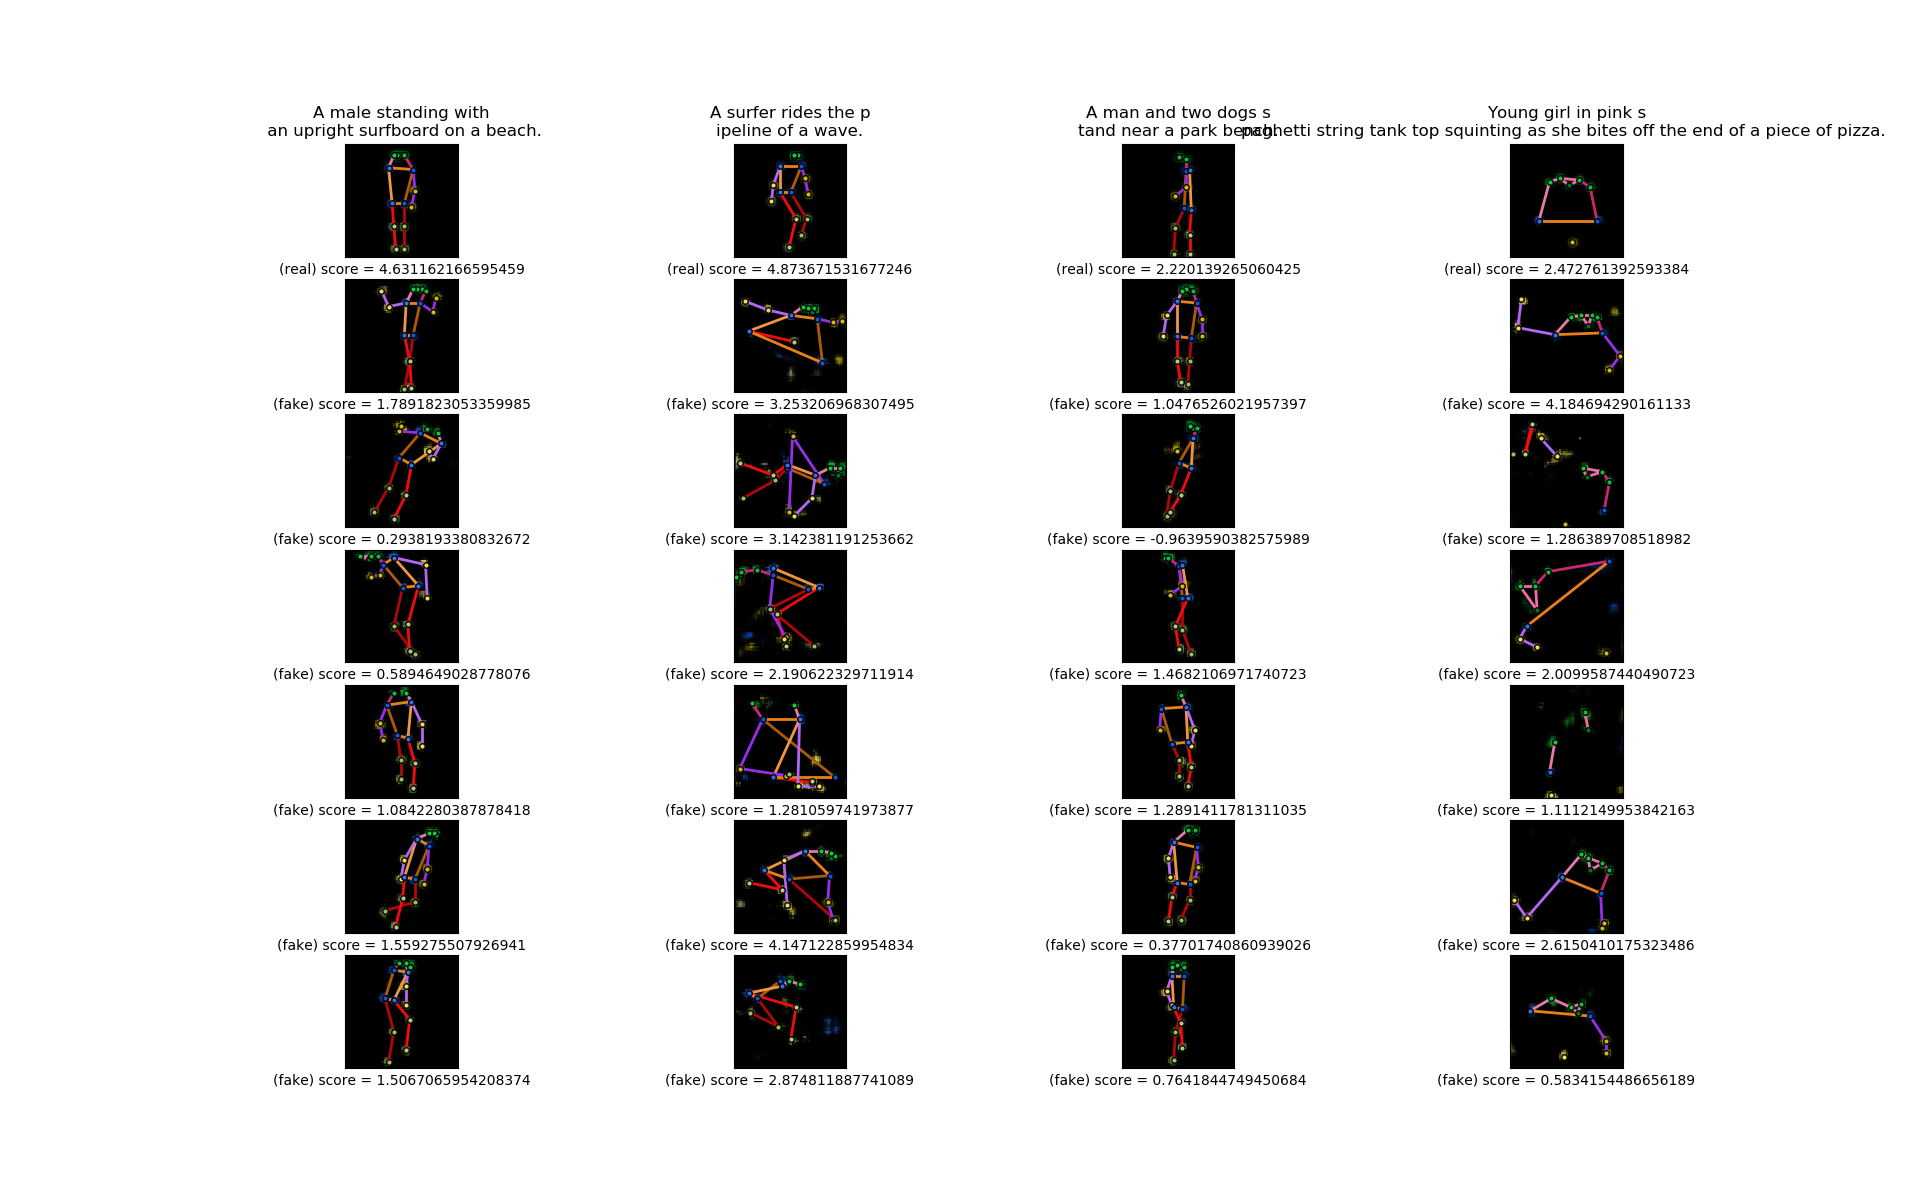 A male standing with
an upright surfboard on a beach.
A surfer rides the p
ipeline of a wave.
A man and two dogs s
tand near a park bench.
Young girl in pink s
paghetti string tank top squinting as she bites off the end of a piece of pizza.
(real) score = 4.631162166595459
(real) score = 4.873671531677246
(real) score = 2.220139265060425
(real) score = 2.472761392593384
(fake) score = 1.7891823053359985
(fake) score = 3.253206968307495
(fake) score = 1.0476526021957397
(fake) score = 4.184694290161133
(fake) score = 0.2938193380832672
(fake) score = 3.142381191253662
(fake) score = -0.9639590382575989
(fake) score = 1.286389708518982
(fake) score = 0.5894649028778076
(fake) score = 2.190622329711914
(fake) score = 1.4682106971740723
(fake) score = 2.0099587440490723
(fake) score = 1.0842280387878418
(fake) score = 1.281059741973877
(fake) score = 1.2891411781311035
(fake) score = 1.1112149953842163
(fake) score = 1.559275507926941
(fake) score = 4.147122859954834
(fake) score = 0.37701740860939026
(fake) score = 2.6150410175323486
(fake) score = 1.5067065954208374
(fake) score = 2.874811887741089
(fake) score = 0.7641844749450684
(fake) score = 0.5834154486656189